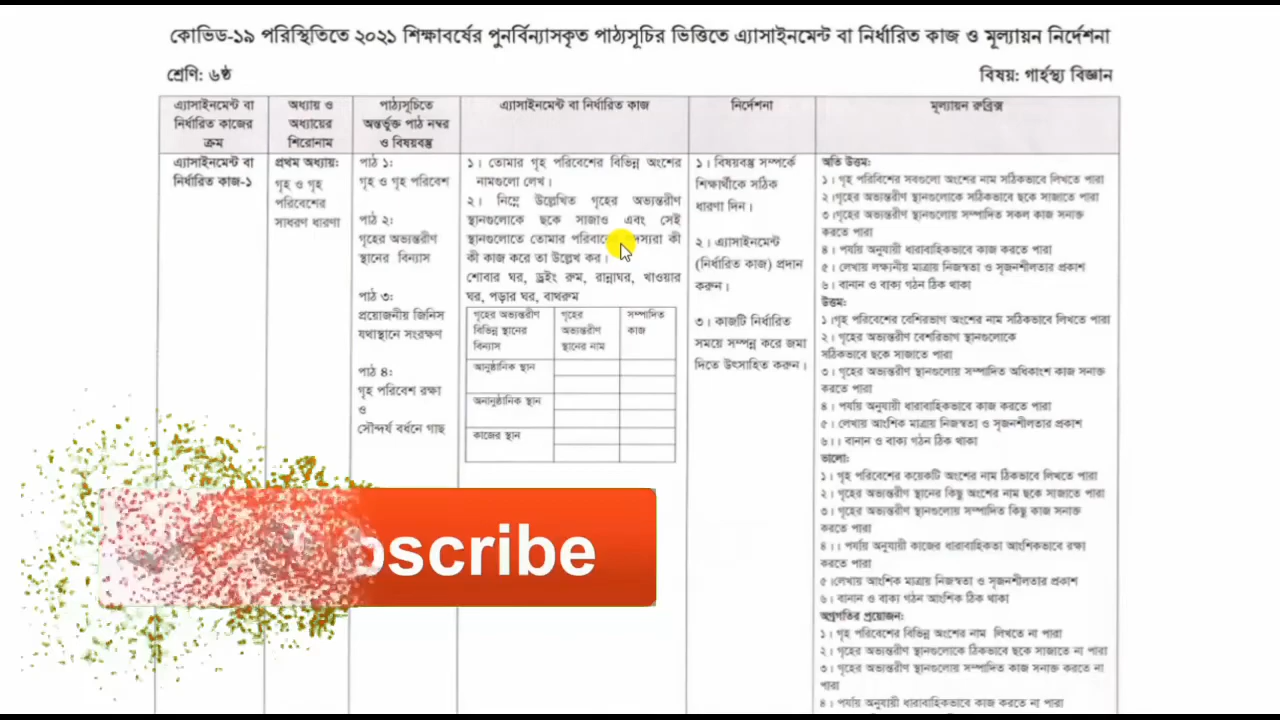 কোভিড-১৯ পরিস্থিতিতে ২০২১ শিক্ষাবর্ষের পুনর্বিন্যাসকৃত পাঠ্যসূচির ভিত্তিতে এ্যাসাইনমেন্ট বা নির্ধারিত কাজ ও মূল্যায়ন নির্দেশনা
শ্রেণি: ৬ষ্ঠ
বিষয়: গার্হস্থ্য বিজ্ঞান
এ্যাসাইনমেন্ট বা
নির্ধারিত কাজের
ক্রম
অধ্যায় ও
অধ্যায়ের
শিরোনাম
পাঠ্যসূচিতে
অন্তর্ভুক্ত পাঠ নম্বর
ও বিষয়বস্তু
এ্যাসাইনমেন্ট বা নির্ধারিত কাজ
নির্দেশনা
মূল্যায়ন রুব্রিক্স
এ্যাসাইনমেন্ট বা
নির্ধারিত কাজ-১
প্রথম অধ্যায়:
গৃহ ও গৃহ
পরিবেশের
সাধরণ ধারণা
পাঠ ১:
গৃহ ও গৃহ পরিবেশ
পাঠ ২:
গৃহের অভ্যন্তরীণ
স্থানের বিন্যাস
পাঠ ৩:
প্রয়োজনীয় জিনিস
যথাস্থানে সংরক্ষণ
পাঠ ৪:
গৃহ পরিবেশ রক্ষা
ও
সৌন্দর্য বর্ধনে গাছ
১। তোমার গৃহ পরিবেশের বিভিন্ন অংশের
নামগুলো লেখ।
২। নিম্নে উল্লেখিত গৃহের অভ্যন্তরীণ
স্থানগুলোকে ছকে সাজাও এবং সেই
স্থানগুলোতে তোমার কী
কী কাজ করে তা উল্লেখ কর।
শোবার ঘর, ড্রইং রুম, রান্নাঘর, খাওয়ার
ঘর, পড়ার ঘর, বাথরুম
গৃহের অভ্যন্তরীণ
বিভিন্ন স্থানের
বিন্যাস
গৃহের
অভ্যন্তরীণ
স্থানের নাম
সম্পাদিত
কাজ
আনুষ্ঠানিক স্থান
অনানুষ্ঠানিক স্থান
কাজের স্থান
১। বিষয়বস্তু সম্পর্কে
শিক্ষার্থীকে সঠিক
ধারণা দিন।
২। এ্যাসাইনমেন্ট
(নির্ধারিত কাজ) প্রদান
করুন।
৩। কাজটি নির্ধারিত
সময়ে সম্পন্ন করে জমা
দিতে উৎসাহিত করুন।
অতি উত্তম:
১। গৃহ পরিবিশের সবগুলো অংশের নাম সঠিকভাবে লিখতে পারা
২।গৃহের অভ্যন্তরীণ স্থানগুলোকে সঠিকভাবে ছকে সাজাতে পারা
৩।গৃহের অভ্যন্তরীণ স্থানগুলোয় সম্পাদিত সকল কাজ সনাক্ত
করতে পারা
৪। পর্যায় অনুযায়ী ধারাবাহিকভাবে কাজ করতে পারা
৫। লেখায় লক্ষ্যনীয় মাত্রায় নিজস্বতা ও সৃজনশীলতার প্রকাশ
৬। বানান ও বাক্য গঠন ঠিক থাকা
উত্তম:
১।গৃহ পরিবেশের বেশিরভাগ অংশের নাম সঠিকভাবে লিখতে পারা
২। গৃহের অভ্যন্তরীণ বেশরিভাগ স্থানগুলোকে
সঠিকভাবে ছকে সাজাতে পারা
৩। গৃহের অভ্যন্তরীণ স্থানগুলোয় সম্পাদিত অধিকাংশ কাজ সনাক্ত
করতে পারা
৪। পর্যায় অনুযায়ী ধারাবাহিকভাবে কাজ করতে পারা
৫। লেখায় আংশিক মাত্রায় নিজস্বতা ও সৃজনশীলতার প্রকাশ
৬।। বানান ও বাক্য গঠন ঠিক থাকা
ভালো:
১। গৃহ পরিবেশের কয়েকটি অংশের নাম ঠিকভাবে লিখতে পারা
২। গৃহের অভ্যন্তরীণ স্থানের কিছু অংশের নাম ছকে সাজাতে পারা
৩। গৃহের অভ্যন্তরীণ স্থানগুলোয় সম্পাদিত কিছু কাজ সনাক্ত
করতে পারা
৪।। পর্যায় অনুযায়ী কাজের ধারাবাহিকতা আংশিকভাবে রক্ষা
করতে পারা
৫।লেখায় আংশিক মাত্রায় নিজস্বতা ও সৃজনশীলতার প্রকাশ
৬। বানান ও বাক্য গঠন আংশিক ঠিক থাকা
অগ্রগতির প্রয়োজন:
১। গৃহ পরিবেশের বিভিন্ন অংশের নাম লিখতে না পারা
২। গৃহের অভ্যন্তরীণ স্থানগুলোকে ঠিকভাবে ছকে সাজাতে না পারা
৩। গৃহের অভ্যন্তরীণ স্থানগুলোয় সম্পাদিত কাজ সনাক্ত করতে না
পারা
৪। পর্যায় অনুযায়ী ধারাবাহিকভাবে কাজ করতে না পারা